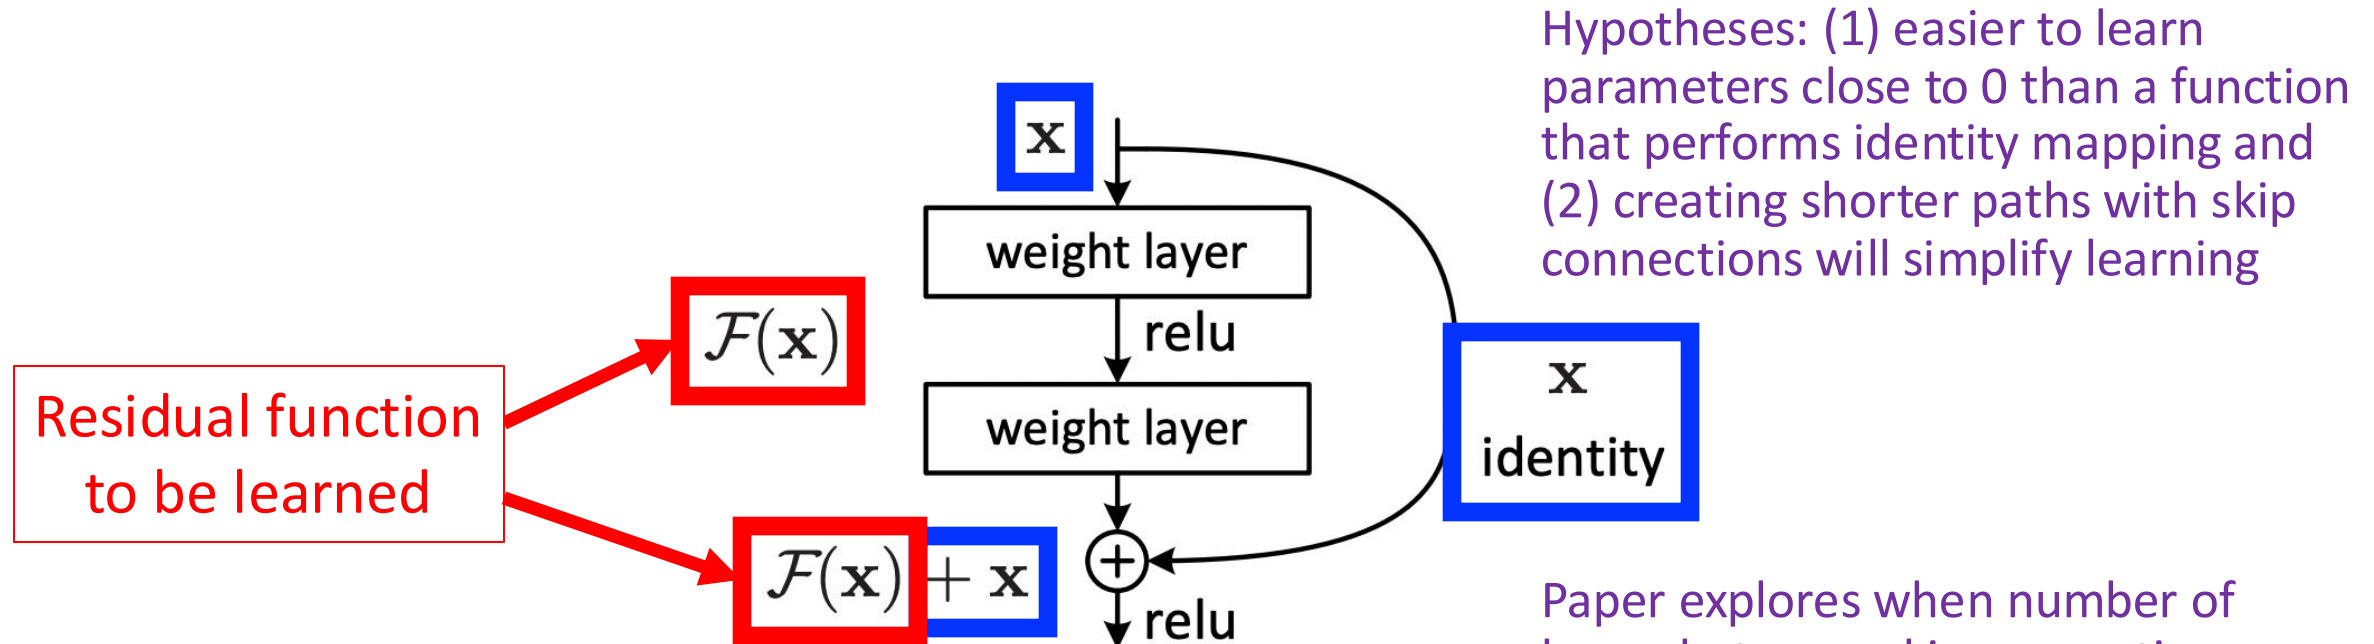 Hypotheses: (1) easier to learn
parameters close to 0 than a function
that performs identity mapping and
(2) creating shorter paths with skip
connections will simplify learning
x
weight layer
relu
F(x)
weight layer
x
identity
Residual function
to be learned
F(x) + x
+
relu
Paper explores when number of